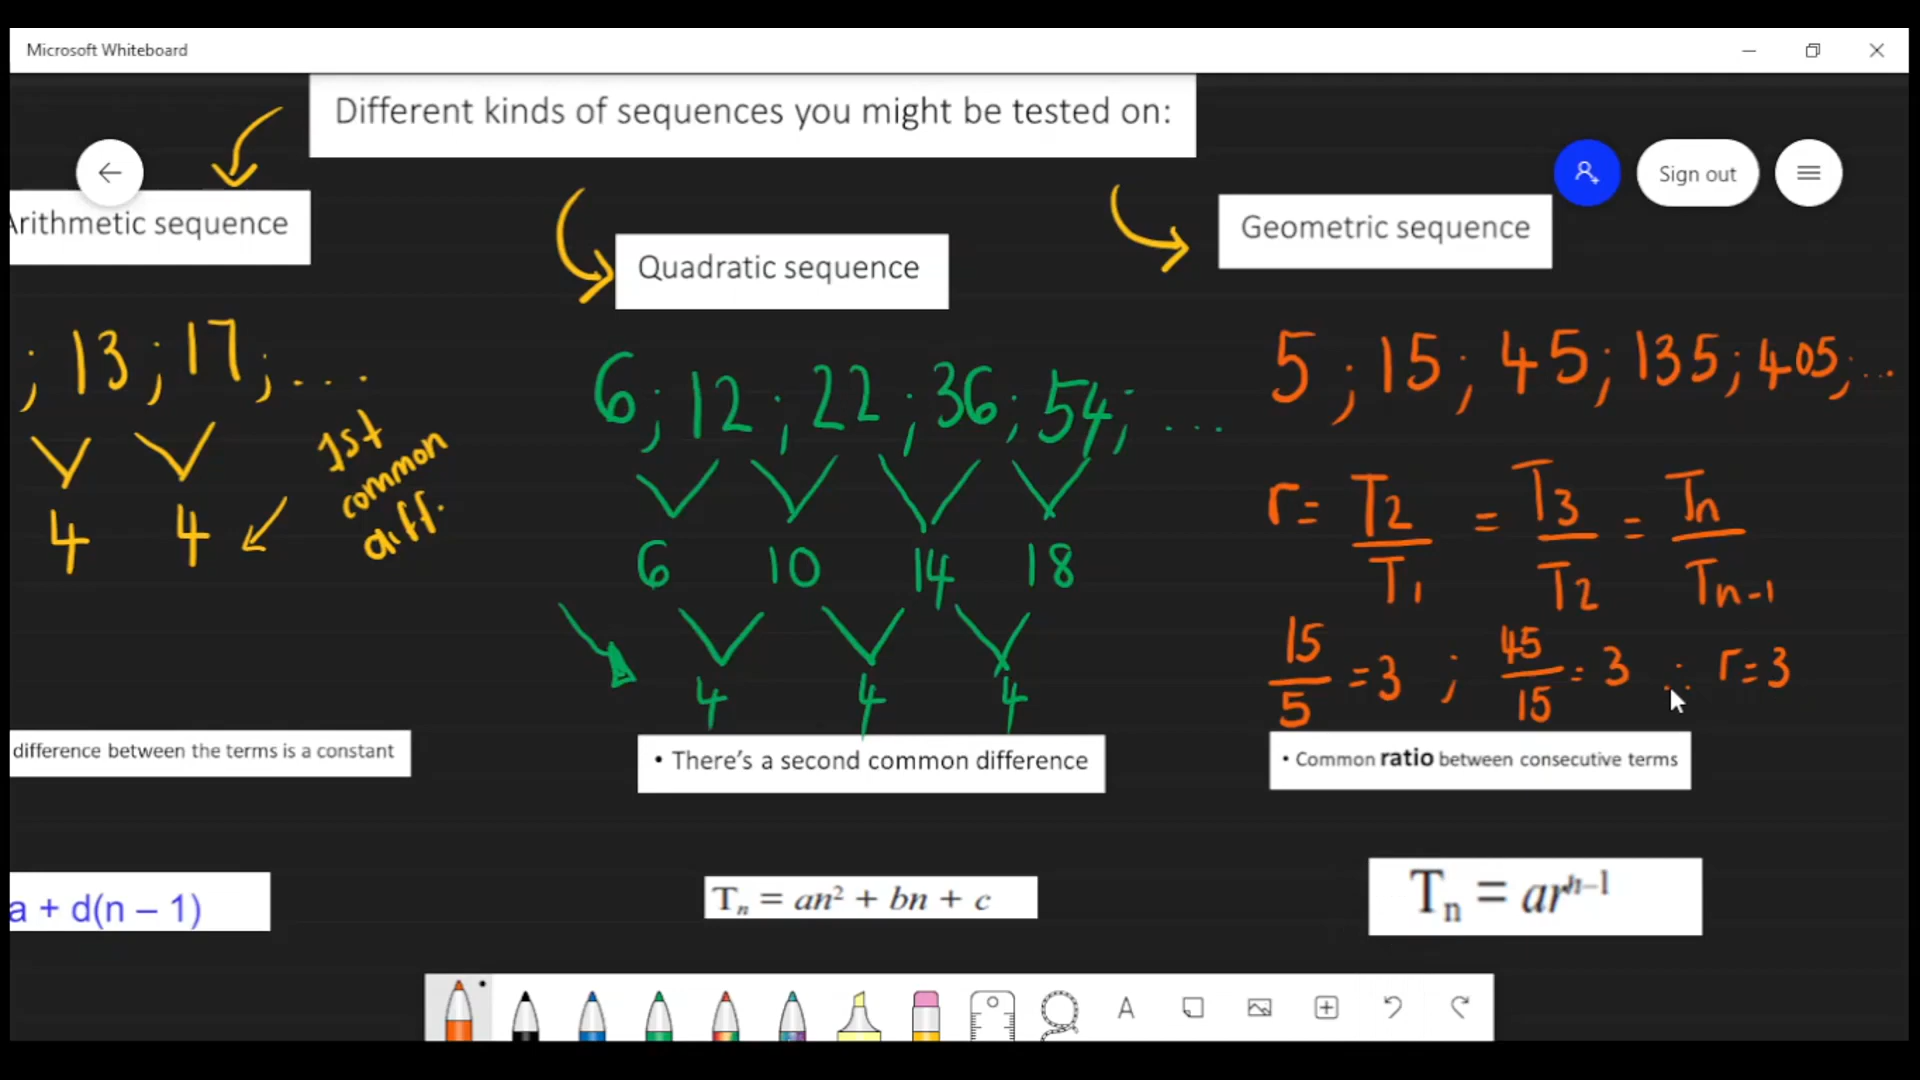 Microsoft Whiteboard
Different kinds of sequences you might be tested on:
Sign out
Arithmetic sequence
; 13 ; 17 ; ...
4 4
1st
common
diff.
difference between the terms is a constant
a + d(n – 1)
Quadratic sequence
6 ; 12 ; 22 ; 36 ; 54 ; ...
6 10 14 18
4 4 4
• There's a second common difference
Tn = an² + bn + c
Geometric sequence
5 ; 15 ; 45 ; 135 ; 405 ; ...
r = T2/T1 = T3/T2 = Tn/Tn-1
15/5 = 3 ; 45/15 = 3 ∴ r = 3
• Common ratio between consecutive terms
Tn = arⁿ⁻¹
A